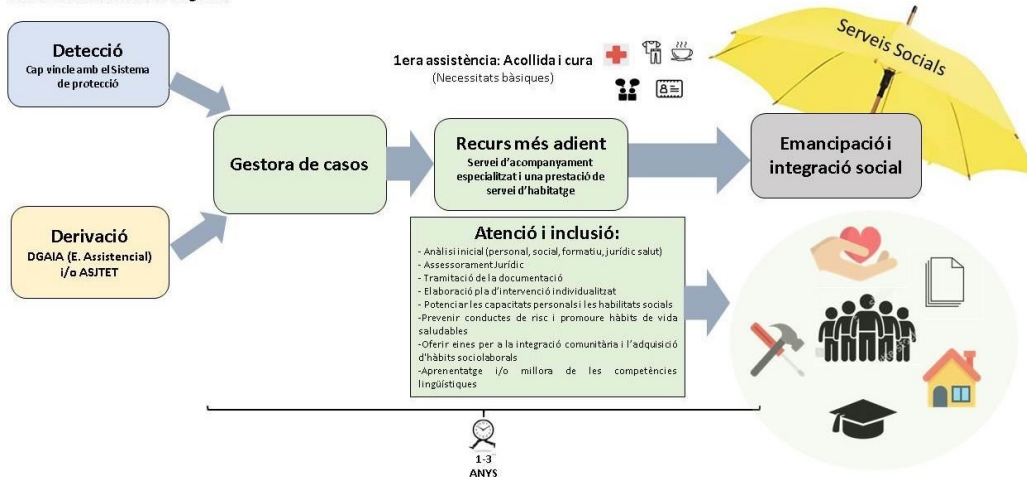 Serveis Socials
Detecció
Cap vincle amb el Sistema
de protecció
1era assistència: Acollida i cura
(Necessitats bàsiques)
Gestora de casos
Recurs més adient
Servei d'acompanyament
especialitzat i una prestació de
servei d'habitatge
Emancipació i
integració social
Derivació
DGAIA (E. Assistencial)
i/o ASJTET
Atenció i inclusió:
- Anàlisi inicial (personal, social, formatiu, jurídic salut)
- Assessorament Jurídic
- Tramitació de la documentació
- Elaboració pla d'intervenció individualitzat
- Potenciar les capacitats personals i les habilitats socials
-Prevenir conductes de risc i promoure hàbits de vida
saludables
-Oferir eines per a la integració comunitària i l'adquisició
d'hàbits sociolaborals
-Aprenentatge i/o millora de les competències
lingüístiques
1-3
ANYS